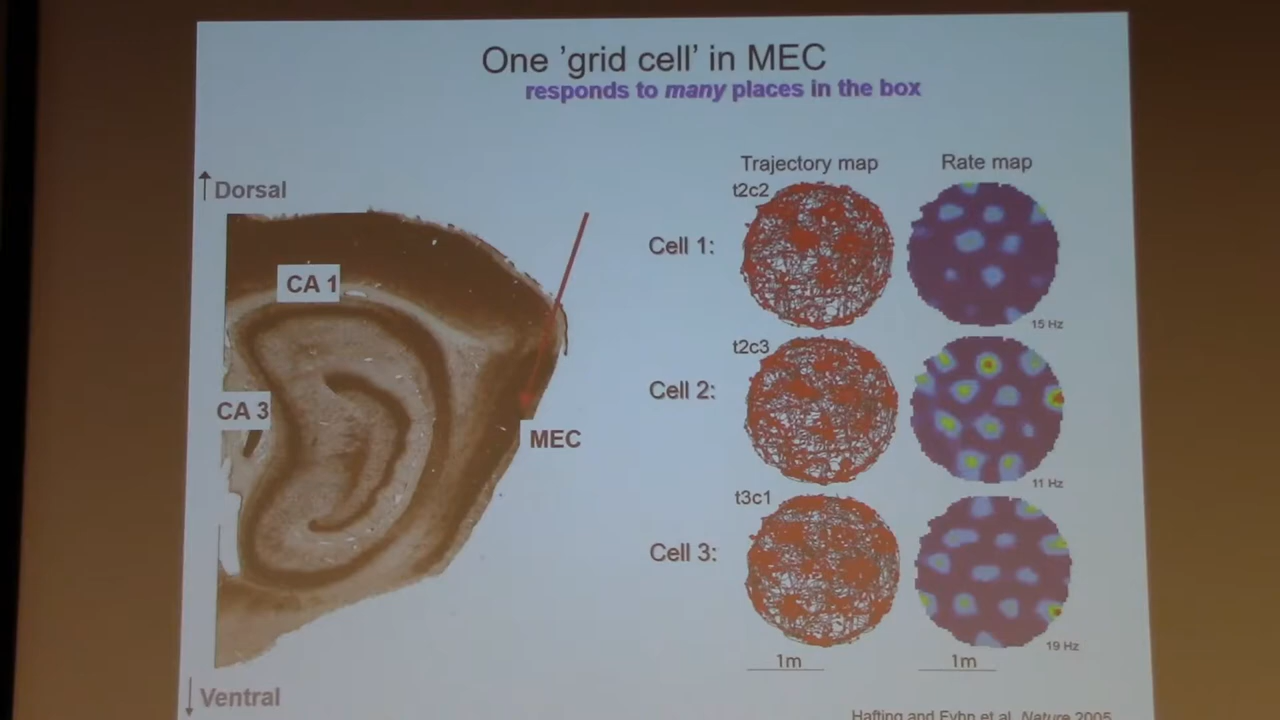 One 'grid cell' in MEC
responds to many places in the box
Dorsal
CA 1
CA 3
MEC
Ventral
Trajectory map
Rate map
t2c2
Cell 1:
15 Hz
t2c3
Cell 2:
11 Hz
t3c1
Cell 3:
19 Hz
1m
1m
Hafting and Fyhn et al. Nature 2005